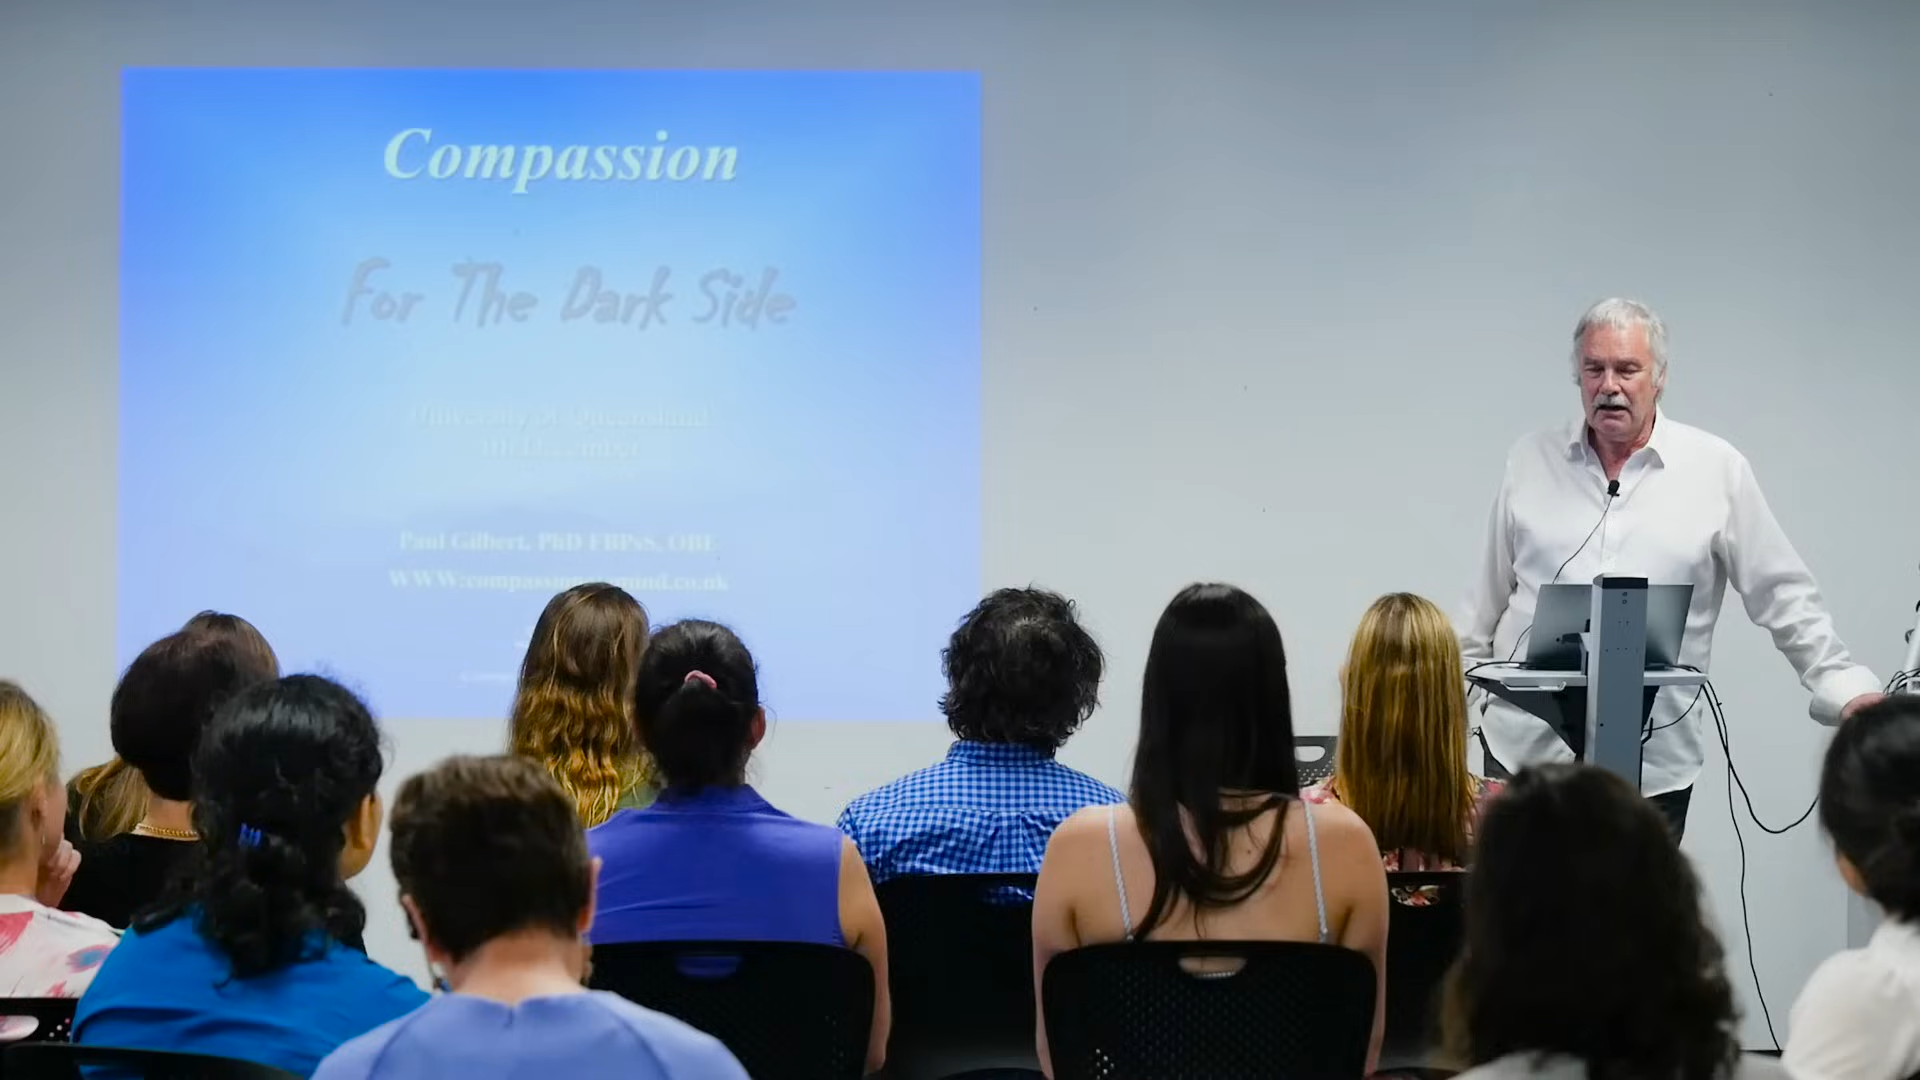 Compassion
For The Dark Side
University of Queensland
Paul Gilbert, PhD FBPsS, OBE